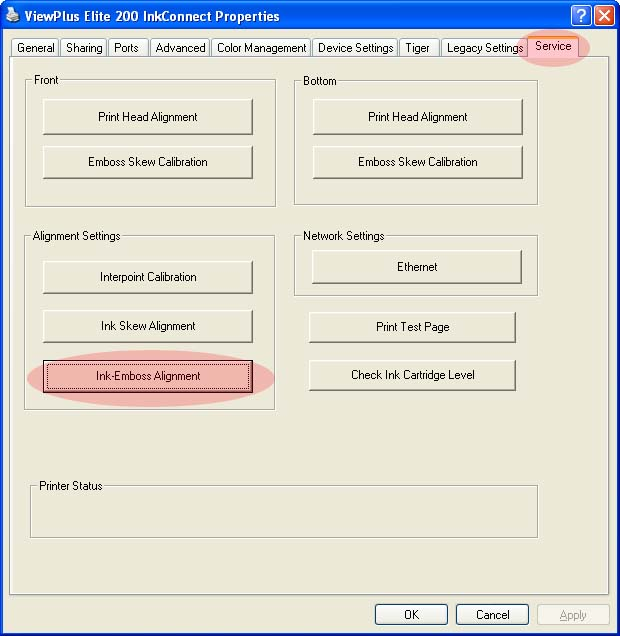 ViewPlus Elite 200 InkConnect Properties
General Sharing Ports Advanced Color Management Device Settings Tiger Legacy Settings Service
Front
Print Head Alignment
Emboss Skew Calibration
Bottom
Print Head Alignment
Emboss Skew Calibration
Alignment Settings
Interpoint Calibration
Ink Skew Alignment
Ink-Emboss Alignment
Network Settings
Ethernet
Print Test Page
Check Ink Cartridge Level
Printer Status
OK Cancel Apply